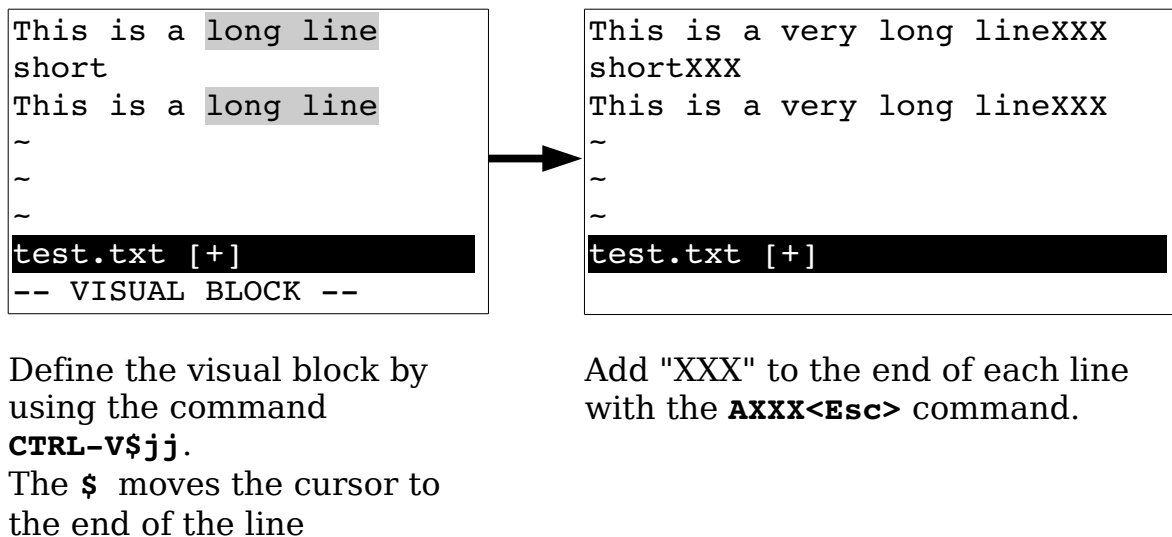 This is a long line
short
This is a long line
~
~
~
test.txt [+]
-- VISUAL BLOCK --
This is a very long lineXXX
shortXXX
This is a very long lineXXX
~
~
~
test.txt [+]
Define the visual block by
using the command
CTRL-V$jj.
The $ moves the cursor to
the end of the line
Add "XXX" to the end of each line
with the AXXX<Esc> command.